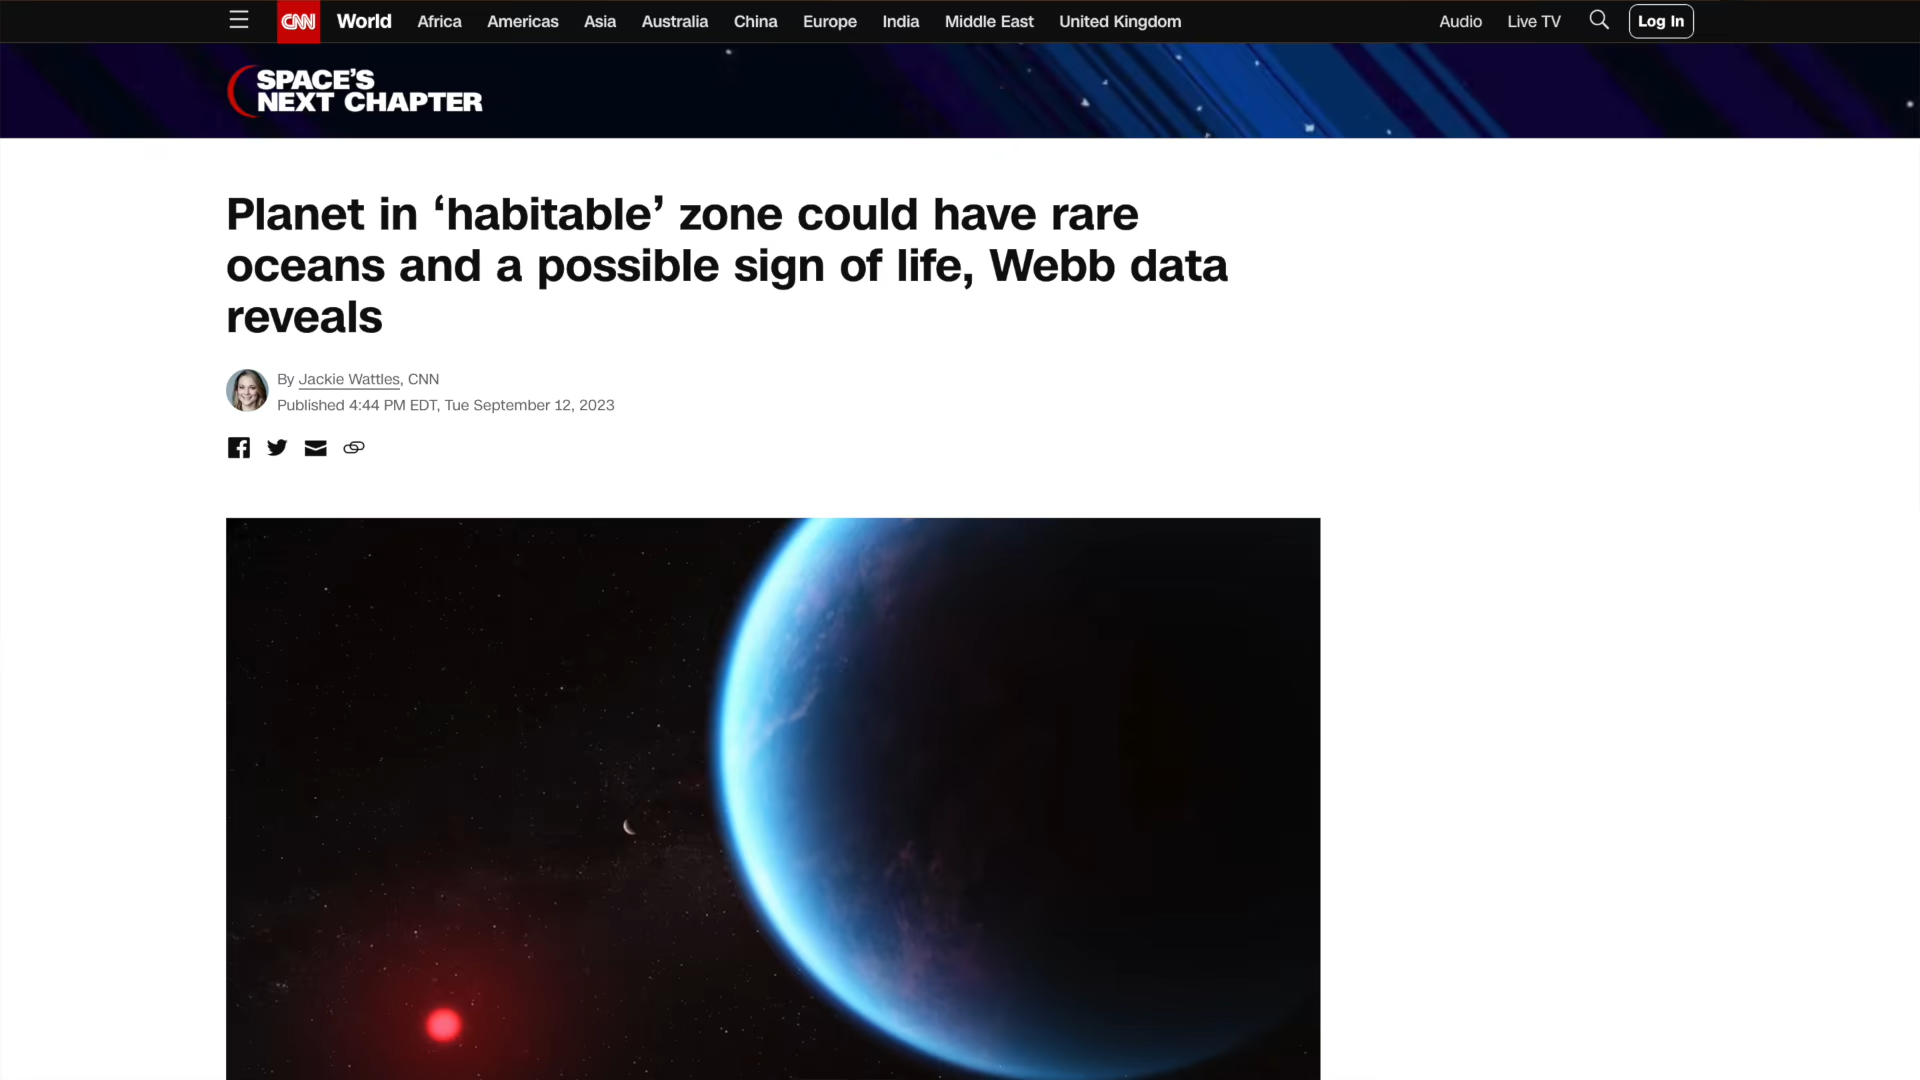 CNN World Africa Americas Asia Australia China Europe India Middle East United Kingdom Audio Live TV Log In
SPACE'S
NEXT CHAPTER
Planet in ‘habitable’ zone could have rare
oceans and a possible sign of life, Webb data
reveals
By Jackie Wattles, CNN
Published 4:44 PM EDT, Tue September 12, 2023